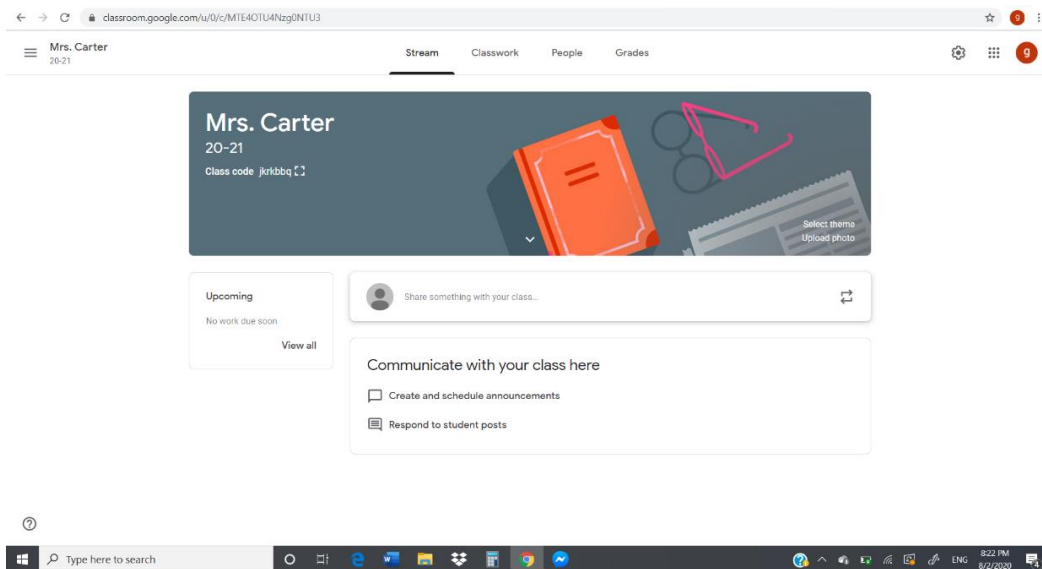 classroom.google.com/u/0/c/MTE4OTU4Nzg0NTU3
g
Mrs. Carter
20-21
Stream Classwork People Grades
g
Mrs. Carter
20-21
Class code jkrkbbq
Select theme
Upload photo
Upcoming
No work due soon
View all
Share something with your class...
Communicate with your class here
Create and schedule announcements
Respond to student posts
Type here to search
ENG
8:22 PM
8/2/2020
4